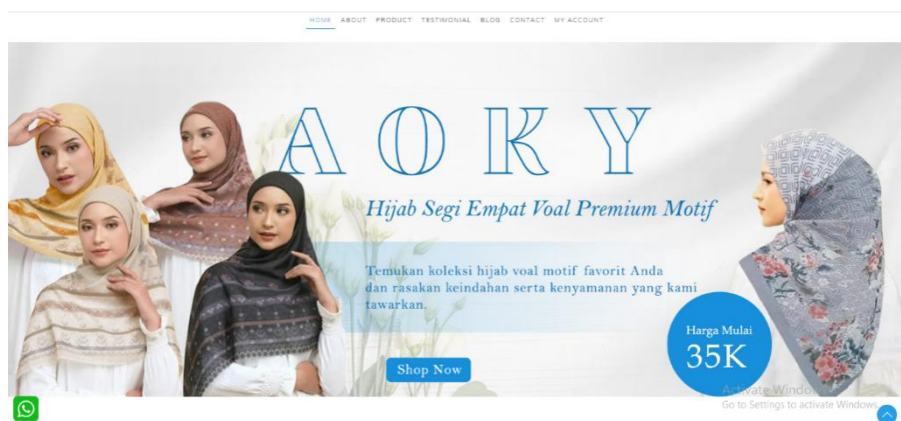 HOME ABOUT PRODUCT TESTIMONIAL BLOG CONTACT MY ACCOUNT
AOKY
Hijab Segi Empat Voal Premium Motif
Temukan koleksi hijab voal motif favorit Anda
dan rasakan keindahan serta kenyamanan yang kami
tawarkan.
Harga Mulai
35K
Shop Now
Activate Windows
Go to Settings to activate Windows.